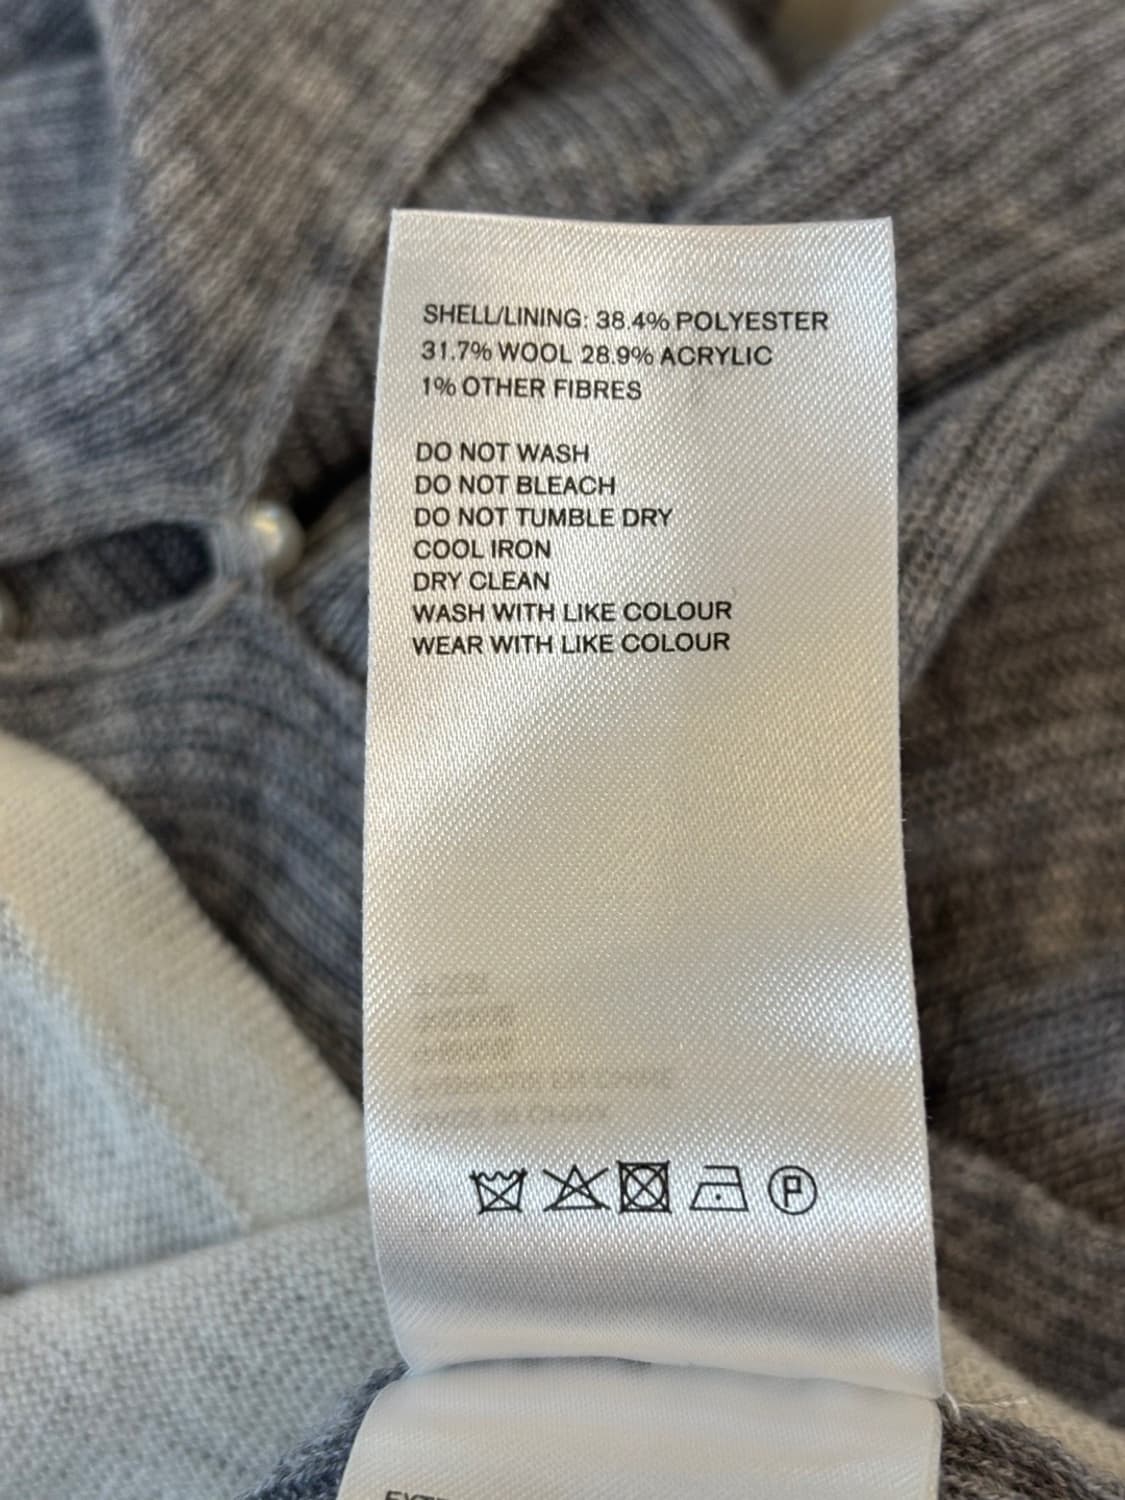 SHELL/LINING: 38.4% POLYESTER
31.7% WOOL 28.9% ACRYLIC
1% OTHER FIBRES
DO NOT WASH
DO NOT BLEACH
DO NOT TUMBLE DRY
COOL IRON
DRY CLEAN
WASH WITH LIKE COLOUR
WEAR WITH LIKE COLOUR
P